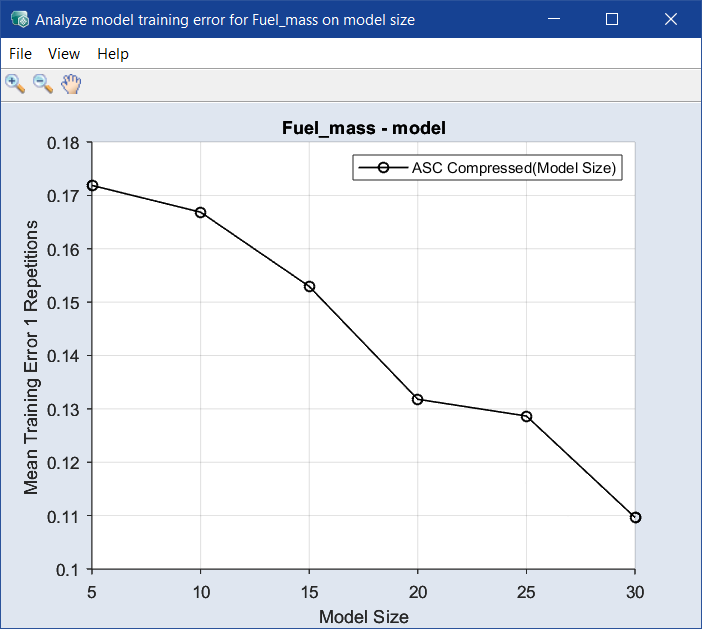 Analyze model training error for Fuel_mass on model size
File View Help
Fuel_mass - model
ASC Compressed(Model Size)
0.18
0.17
0.16
0.15
0.14
0.13
0.12
0.11
0.1
Mean Training Error 1 Repetitions
5 10 15 20 25 30
Model Size